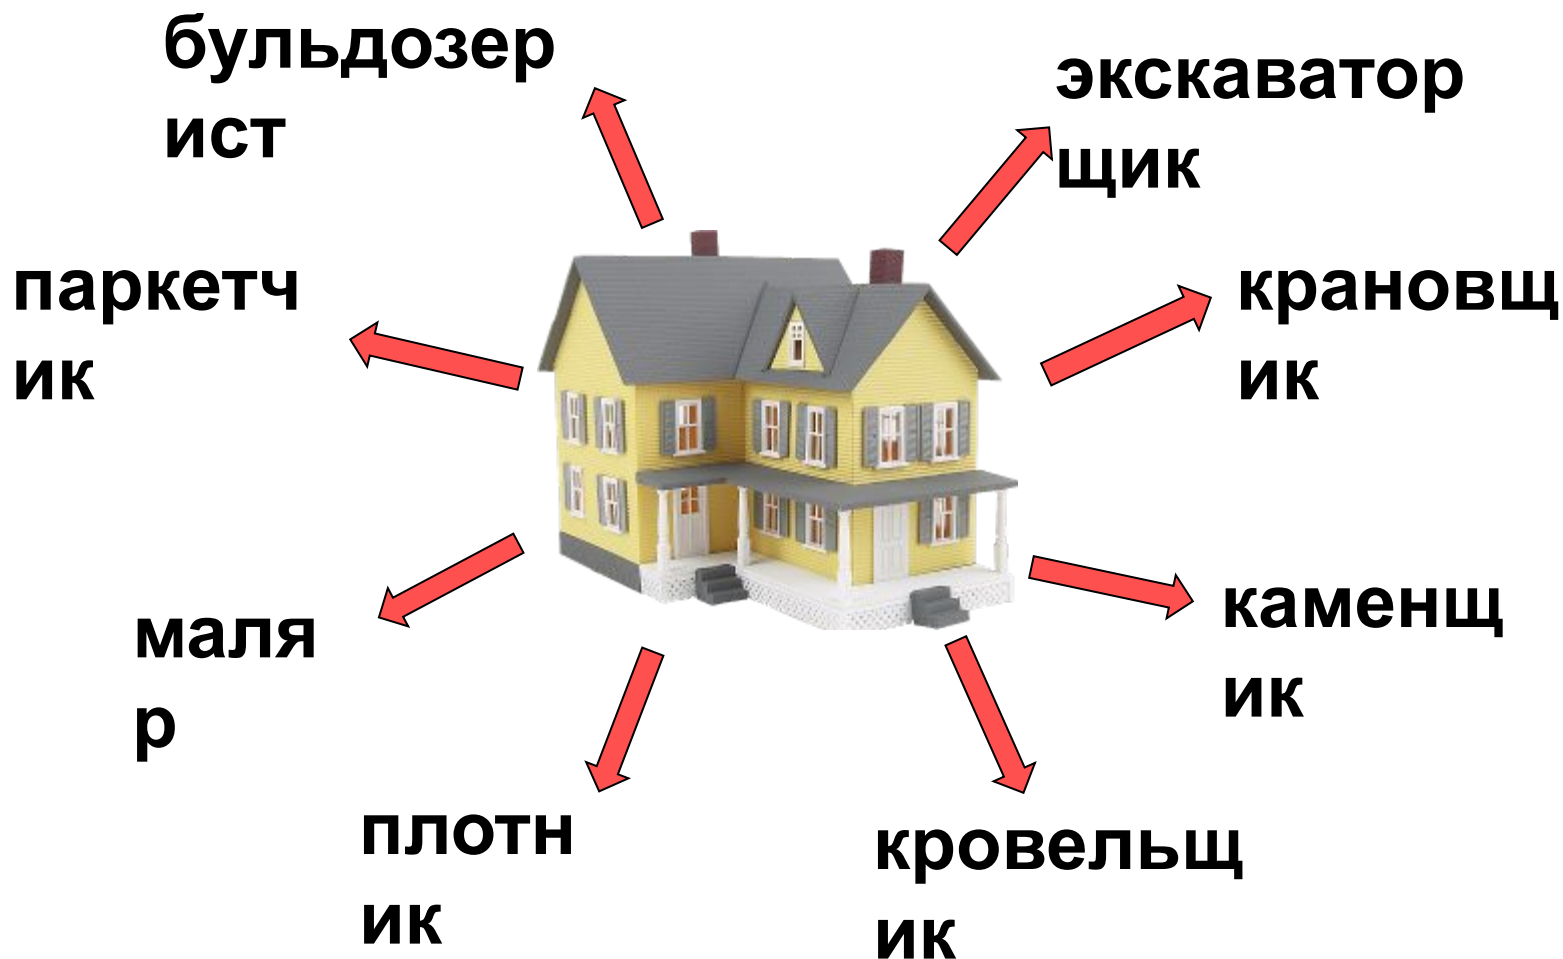 бульдозер
ист
экскаватор
щик
паркетч
ик
крановщ
ик
маля
р
каменщ
ик
плотн
ик
кровельщ
ик